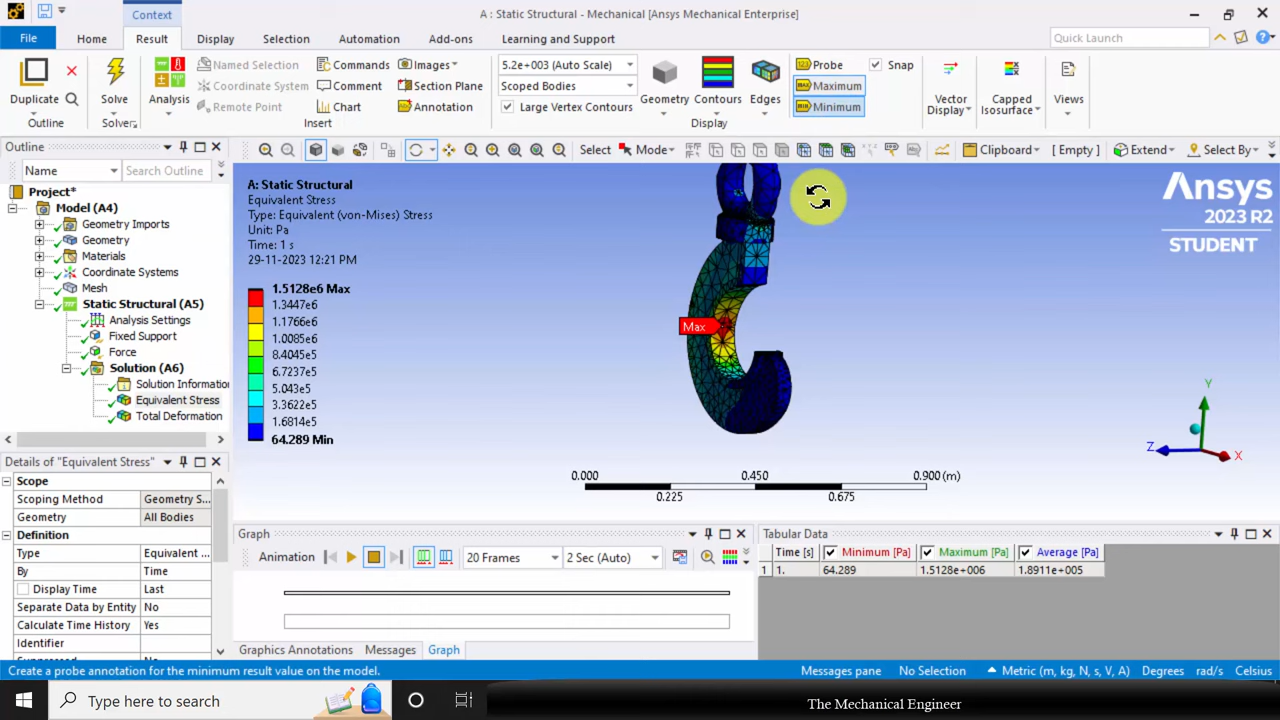 A : Static Structural - Mechanical [Ansys Mechanical Enterprise]
Context
File Home Result Display Selection Automation Add-ons Learning and Support Quick Launch
Duplicate
Outline
Solve
Solver
Analysis
Named Selection Commands Images
Coordinate System Comment Section Plane
Remote Point Chart Annotation
Insert
5.2e+003 (Auto Scale)
Scoped Bodies
Large Vertex Contours
Geometry Contours Edges
Display
Probe Snap
Maximum
Minimum
Vector Display
Capped Isosurface
Views
Outline
Name Search Outline
Select Mode Clipboard [ Empty ] Extend Select By
Project*
Model (A4)
Geometry Imports
Geometry
Materials
Coordinate Systems
Mesh
Static Structural (A5)
Analysis Settings
Fixed Support
Force
Solution (A6)
Solution Informatio
Equivalent Stress
Total Deformation
A: Static Structural
Equivalent Stress
Type: Equivalent (von-Mises) Stress
Unit: Pa
Time: 1 s
29-11-2023 12:21 PM
1.5128e6 Max
1.3447e6
1.1766e6
1.0085e6
8.4045e5
6.7237e5
5.043e5
3.3622e5
1.6814e5
64.289 Min
Max
Ansys
2023 R2
STUDENT
Y
Z
X
0.000 0.450 0.900 (m)
0.225 0.675
Details of "Equivalent Stress"
Scope
Scoping Method Geometry S...
Geometry All Bodies
Definition
Type Equivalent ...
By Time
Display Time Last
Separate Data by Entity No
Calculate Time History Yes
Identifier
Graph
Animation 20 Frames 2 Sec (Auto)
Graphics Annotations Messages Graph
Tabular Data
Time [s] Minimum [Pa] Maximum [Pa] Average [Pa]
1 1. 64.289 1.5128e+006 1.8911e+005
Create a probe annotation for the minimum result value on the model.
Messages pane No Selection Metric (m, kg, N, s, V, A) Degrees rad/s Celsius
Type here to search
The Mechanical Engineer